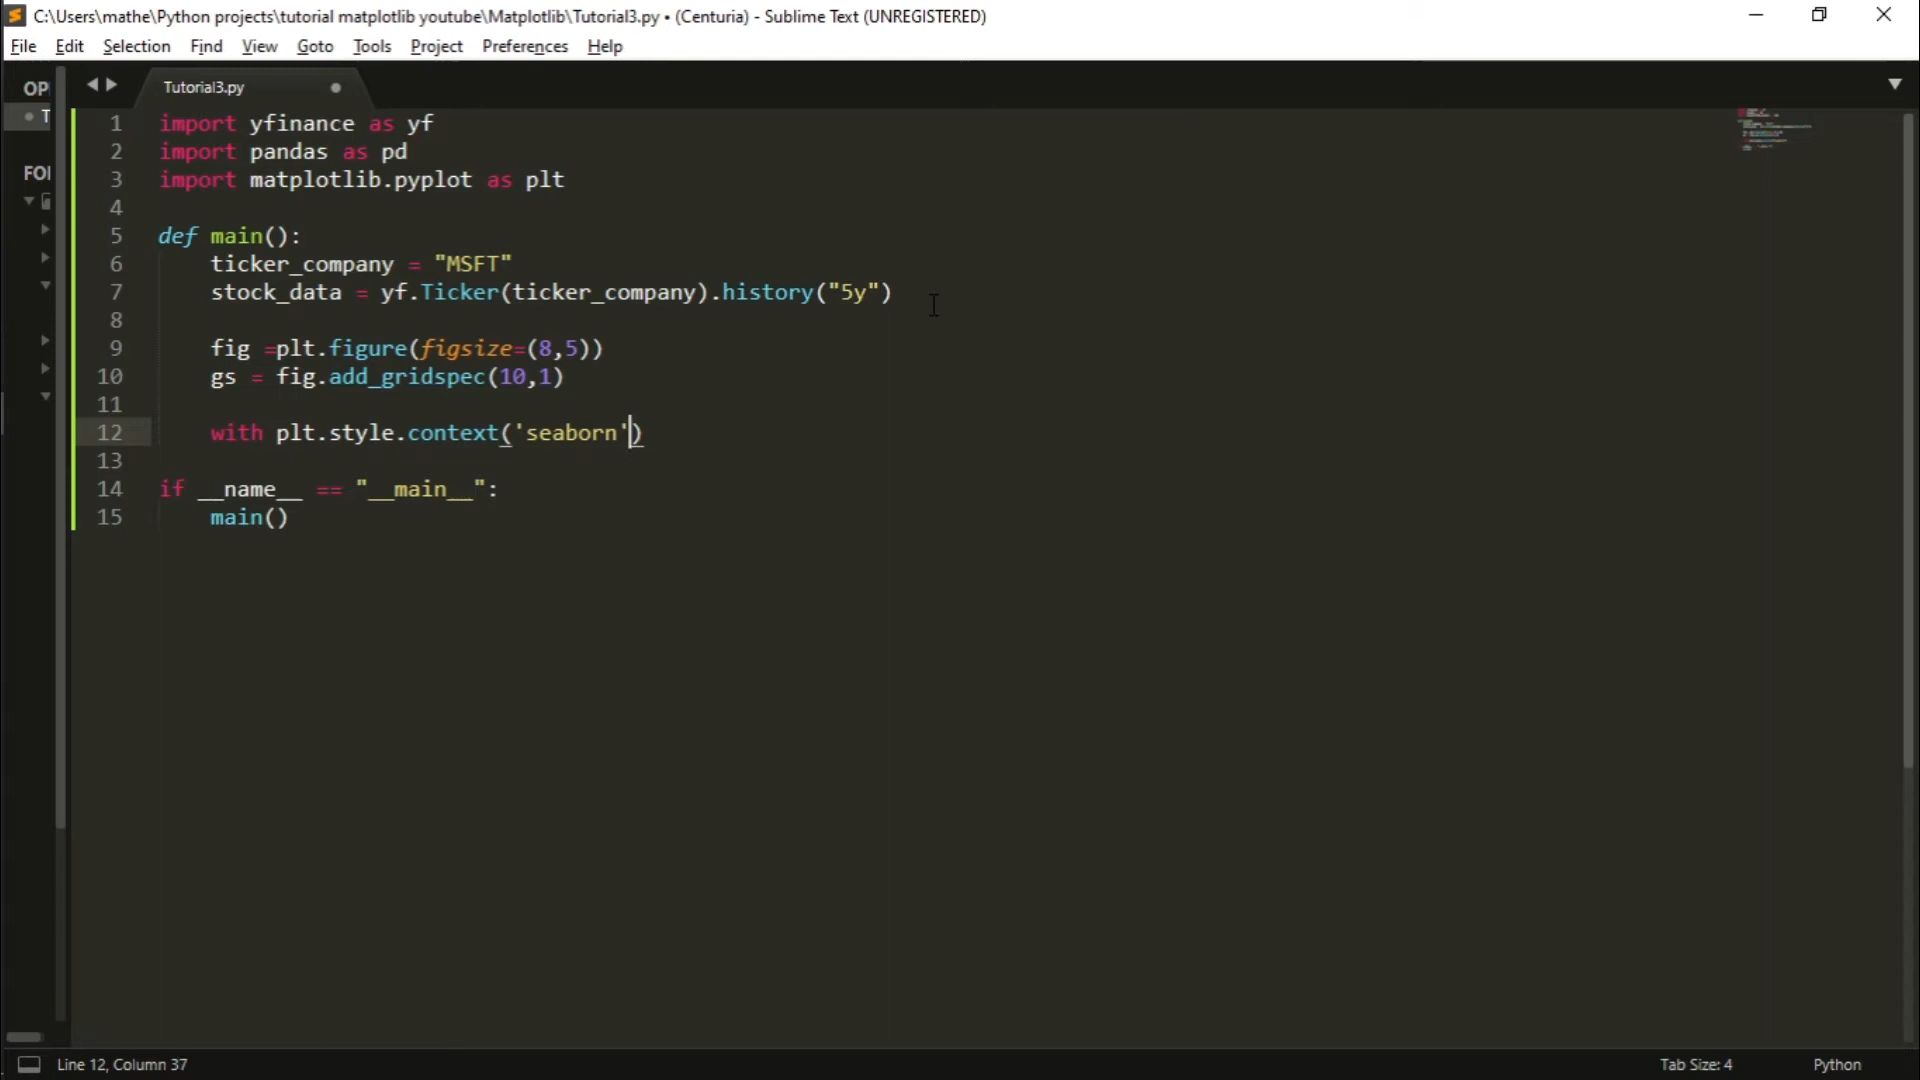 C:\Users\mathe\Python projects\tutorial matplotlib youtube\Matplotlib\Tutorial3.py • (Centuria) - Sublime Text (UNREGISTERED)
File Edit Selection Find View Goto Tools Project Preferences Help
OPI
Tutorial3.py
T
FOI
1 import yfinance as yf
2 import pandas as pd
3 import matplotlib.pyplot as plt
4
5 def main():
6 ticker_company = "MSFT"
7 stock_data = yf.Ticker(ticker_company).history("5y")
8
9 fig =plt.figure(figsize=(8,5))
10 gs = fig.add_gridspec(10,1)
11
12 with plt.style.context('seaborn')
13
14 if __name__ == "__main__":
15 main()
Line 12, Column 37
Tab Size: 4
Python